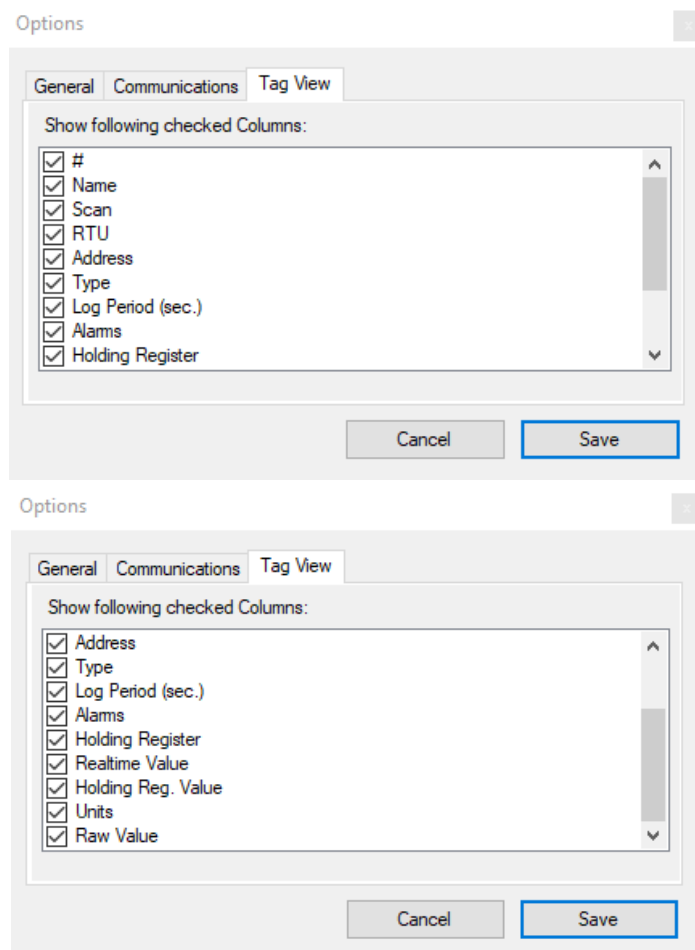 Options
General Communications Tag View
Show following checked Columns:
#
Name
Scan
RTU
Address
Type
Log Period (sec.)
Alarms
Holding Register
Cancel Save
Options
General Communications Tag View
Show following checked Columns:
Address
Type
Log Period (sec.)
Alarms
Holding Register
Realtime Value
Holding Reg. Value
Units
Raw Value
Cancel Save